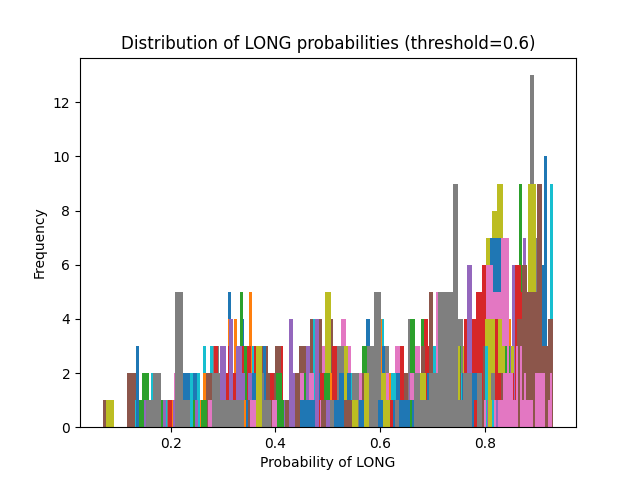 Distribution of LONG probabilities (threshold=0.6)
12
10
8
6
4
2
0
Frequency
0.2 0.4 0.6 0.8
Probability of LONG